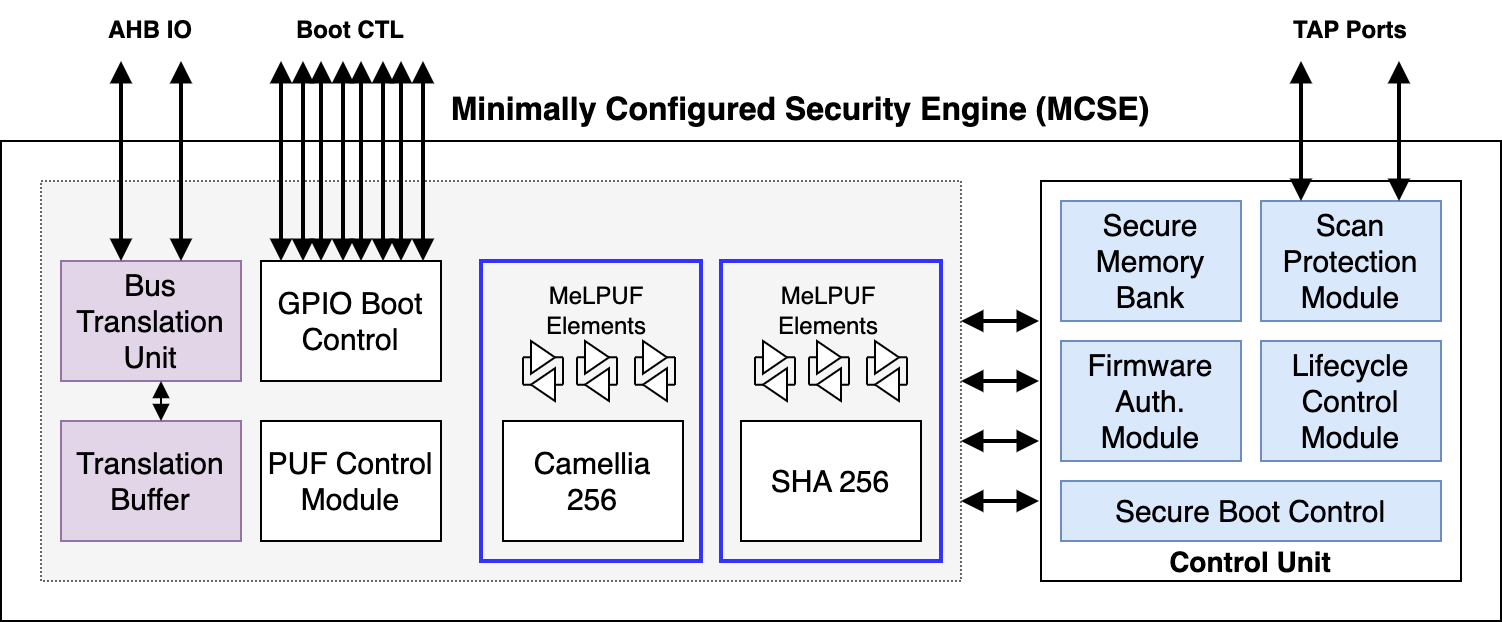 AHB IO
Boot CTL
TAP Ports
Minimally Configured Security Engine (MCSE)
Bus
Translation
Unit
GPIO Boot
Control
MeLPUF
Elements
MeLPUF
Elements
Secure
Memory
Bank
Scan
Protection
Module
Translation
Buffer
PUF Control
Module
Camellia
256
SHA 256
Firmware
Auth.
Module
Lifecycle
Control
Module
Secure Boot Control
Control Unit